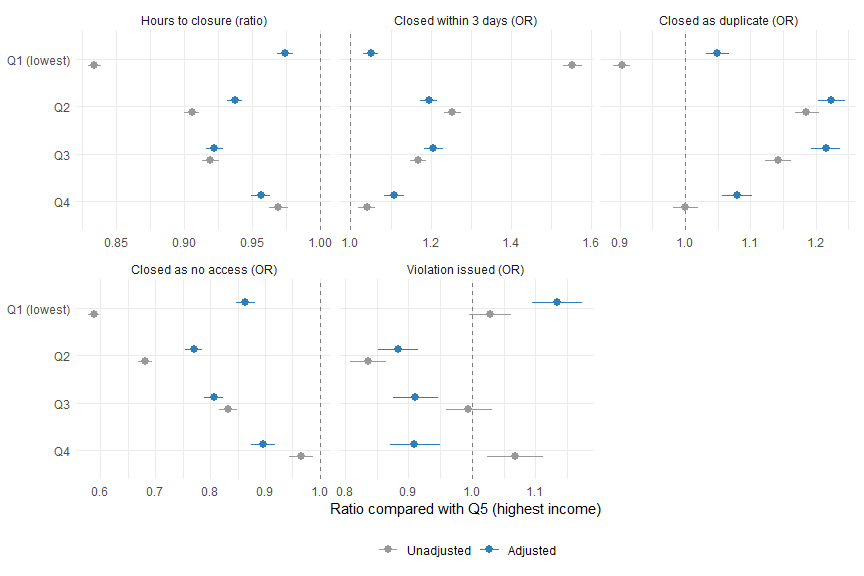 Hours to closure (ratio)
Closed within 3 days (OR)
Closed as duplicate (OR)
Q1 (lowest)
Q2
Q3
Q4
0.85 0.90 0.95 1.00
1.0 1.2 1.4 1.6
0.9 1.0 1.1 1.2
Closed as no access (OR)
Violation issued (OR)
Q1 (lowest)
Q2
Q3
Q4
0.6 0.7 0.8 0.9 1.0
0.8 0.9 1.0 1.1
Ratio compared with Q5 (highest income)
Unadjusted Adjusted